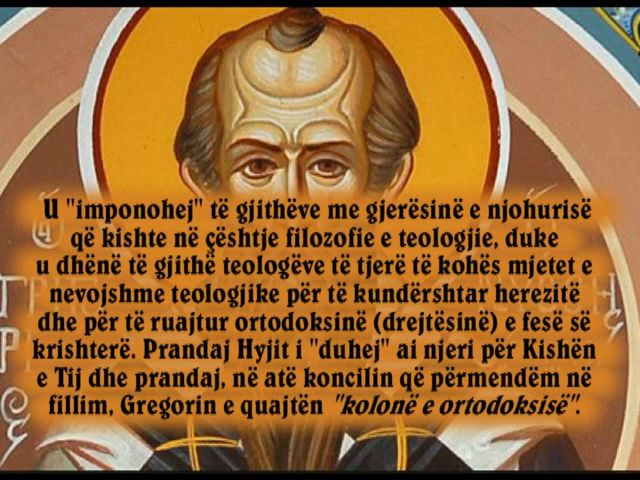 U "imponohej" të gjithëve me gjerësinë e njohurisë
që kishte në çështje filozofie e teologjie, duke
u dhënë të gjithë teologëve të tjerë të kohës mjetet e
nevojshme teologjike për të kundërshtar herezitë
dhe për të ruajtur ortodoksinë (drejtësinë) e fesë së
krishterë. Prandaj Hyjit i "duhej" ai njeri për Kishën
e Tij dhe prandaj, në atë koncilin që përmendëm në
fillim, Gregorin e quajtën "kolonë e ortodoksisë".